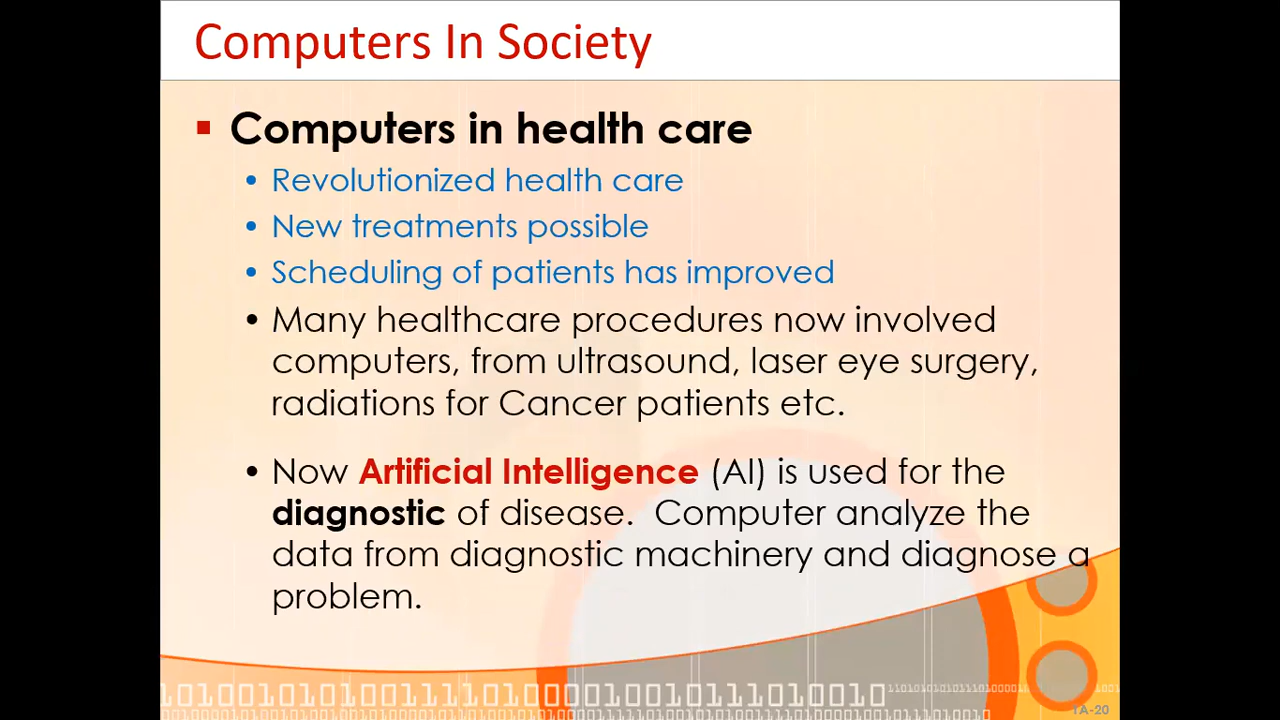 Computers In Society
▪ Computers in health care
• Revolutionized health care
• New treatments possible
• Scheduling of patients has improved
• Many healthcare procedures now involved
computers, from ultrasound, laser eye surgery,
radiations for Cancer patients etc.
• Now Artificial Intelligence (AI) is used for the
diagnostic of disease. Computer analyze the
data from diagnostic machinery and diagnose a
problem.
1A-20